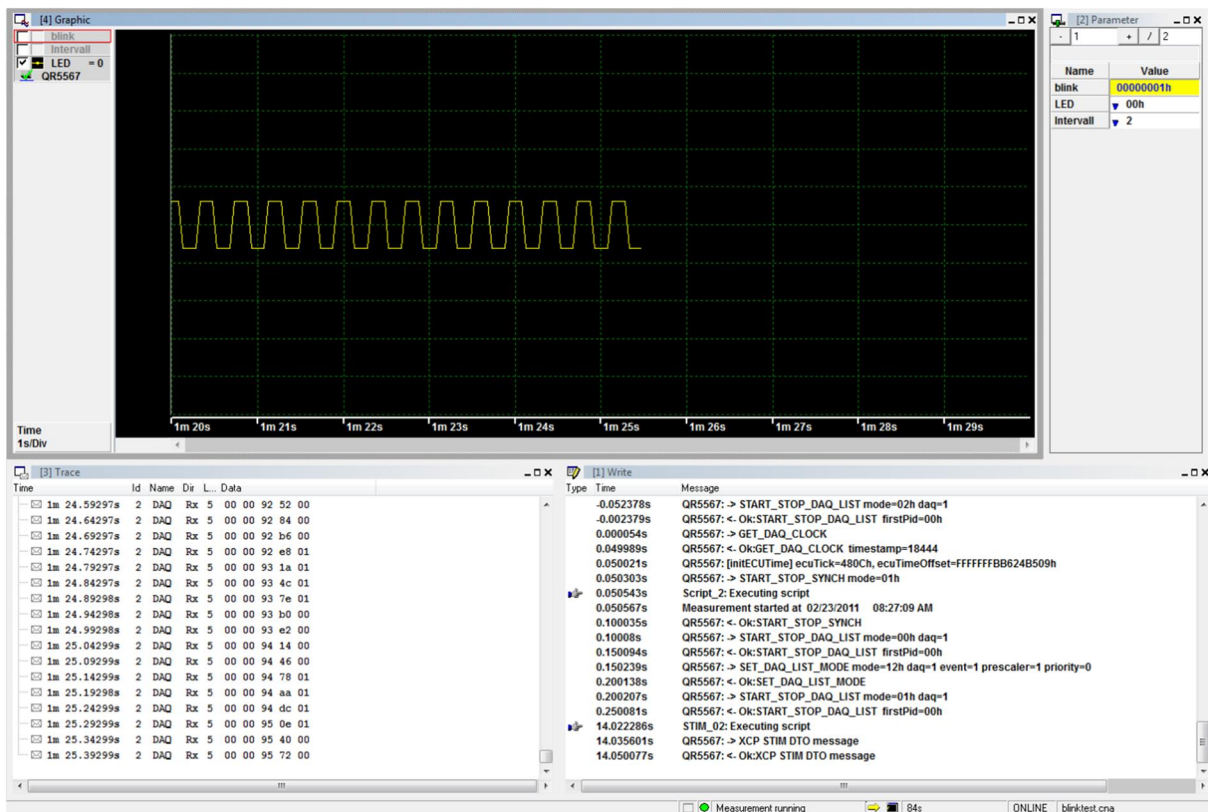 [4] Graphic
blink
Intervall
LED = 0
QR5567
Time
1s/Div
1m 20s 1m 21s 1m 22s 1m 23s 1m 24s 1m 25s 1m 26s 1m 27s 1m 28s 1m 29s
[2] Parameter
- 1 + / 2
Name Value
blink 00000001h
LED 00h
Intervall 2
[3] Trace
Time Id Name Dir L... Data
1m 24.59297s 2 DAQ Rx 5 00 00 92 52 00
1m 24.64297s 2 DAQ Rx 5 00 00 92 84 00
1m 24.69297s 2 DAQ Rx 5 00 00 92 b6 00
1m 24.74297s 2 DAQ Rx 5 00 00 92 e8 01
1m 24.79297s 2 DAQ Rx 5 00 00 93 1a 01
1m 24.84297s 2 DAQ Rx 5 00 00 93 4c 01
1m 24.89298s 2 DAQ Rx 5 00 00 93 7e 01
1m 24.94298s 2 DAQ Rx 5 00 00 93 b0 00
1m 24.99298s 2 DAQ Rx 5 00 00 93 e2 00
1m 25.04299s 2 DAQ Rx 5 00 00 94 14 00
1m 25.09299s 2 DAQ Rx 5 00 00 94 46 00
1m 25.14299s 2 DAQ Rx 5 00 00 94 78 01
1m 25.19298s 2 DAQ Rx 5 00 00 94 aa 01
1m 25.24299s 2 DAQ Rx 5 00 00 94 dc 01
1m 25.29299s 2 DAQ Rx 5 00 00 95 0e 01
1m 25.34299s 2 DAQ Rx 5 00 00 95 40 00
1m 25.39299s 2 DAQ Rx 5 00 00 95 72 00
[1] Write
Type Time Message
-0.052378s QR5567: -> START_STOP_DAQ_LIST mode=02h daq=1
-0.002379s QR5567: <- Ok:START_STOP_DAQ_LIST firstPid=00h
0.000054s QR5567: -> GET_DAQ_CLOCK
0.049989s QR5567: <- Ok:GET_DAQ_CLOCK timestamp=18444
0.050021s QR5567: [initECUTime] ecuTick=480Ch, ecuTimeOffset=FFFFFFFBB624B509h
0.050303s QR5567: -> START_STOP_SYNCH mode=01h
0.050543s Script_2: Executing script
0.050567s Measurement started at 02/23/2011 08:27:09 AM
0.100035s QR5567: <- Ok:START_STOP_SYNCH
0.10008s QR5567: -> START_STOP_DAQ_LIST mode=00h daq=1
0.150094s QR5567: <- Ok:START_STOP_DAQ_LIST firstPid=00h
0.150239s QR5567: -> SET_DAQ_LIST_MODE mode=12h daq=1 event=1 prescaler=1 priority=0
0.200138s QR5567: <- Ok:SET_DAQ_LIST_MODE
0.200207s QR5567: -> START_STOP_DAQ_LIST mode=01h daq=1
0.250081s QR5567: <- Ok:START_STOP_DAQ_LIST firstPid=00h
14.022286s STIM_02: Executing script
14.035601s QR5567: -> XCP STIM DTO message
14.050077s QR5567: <- Ok:XCP STIM DTO message
Measurement running 84s ONLINE blinktest.cna